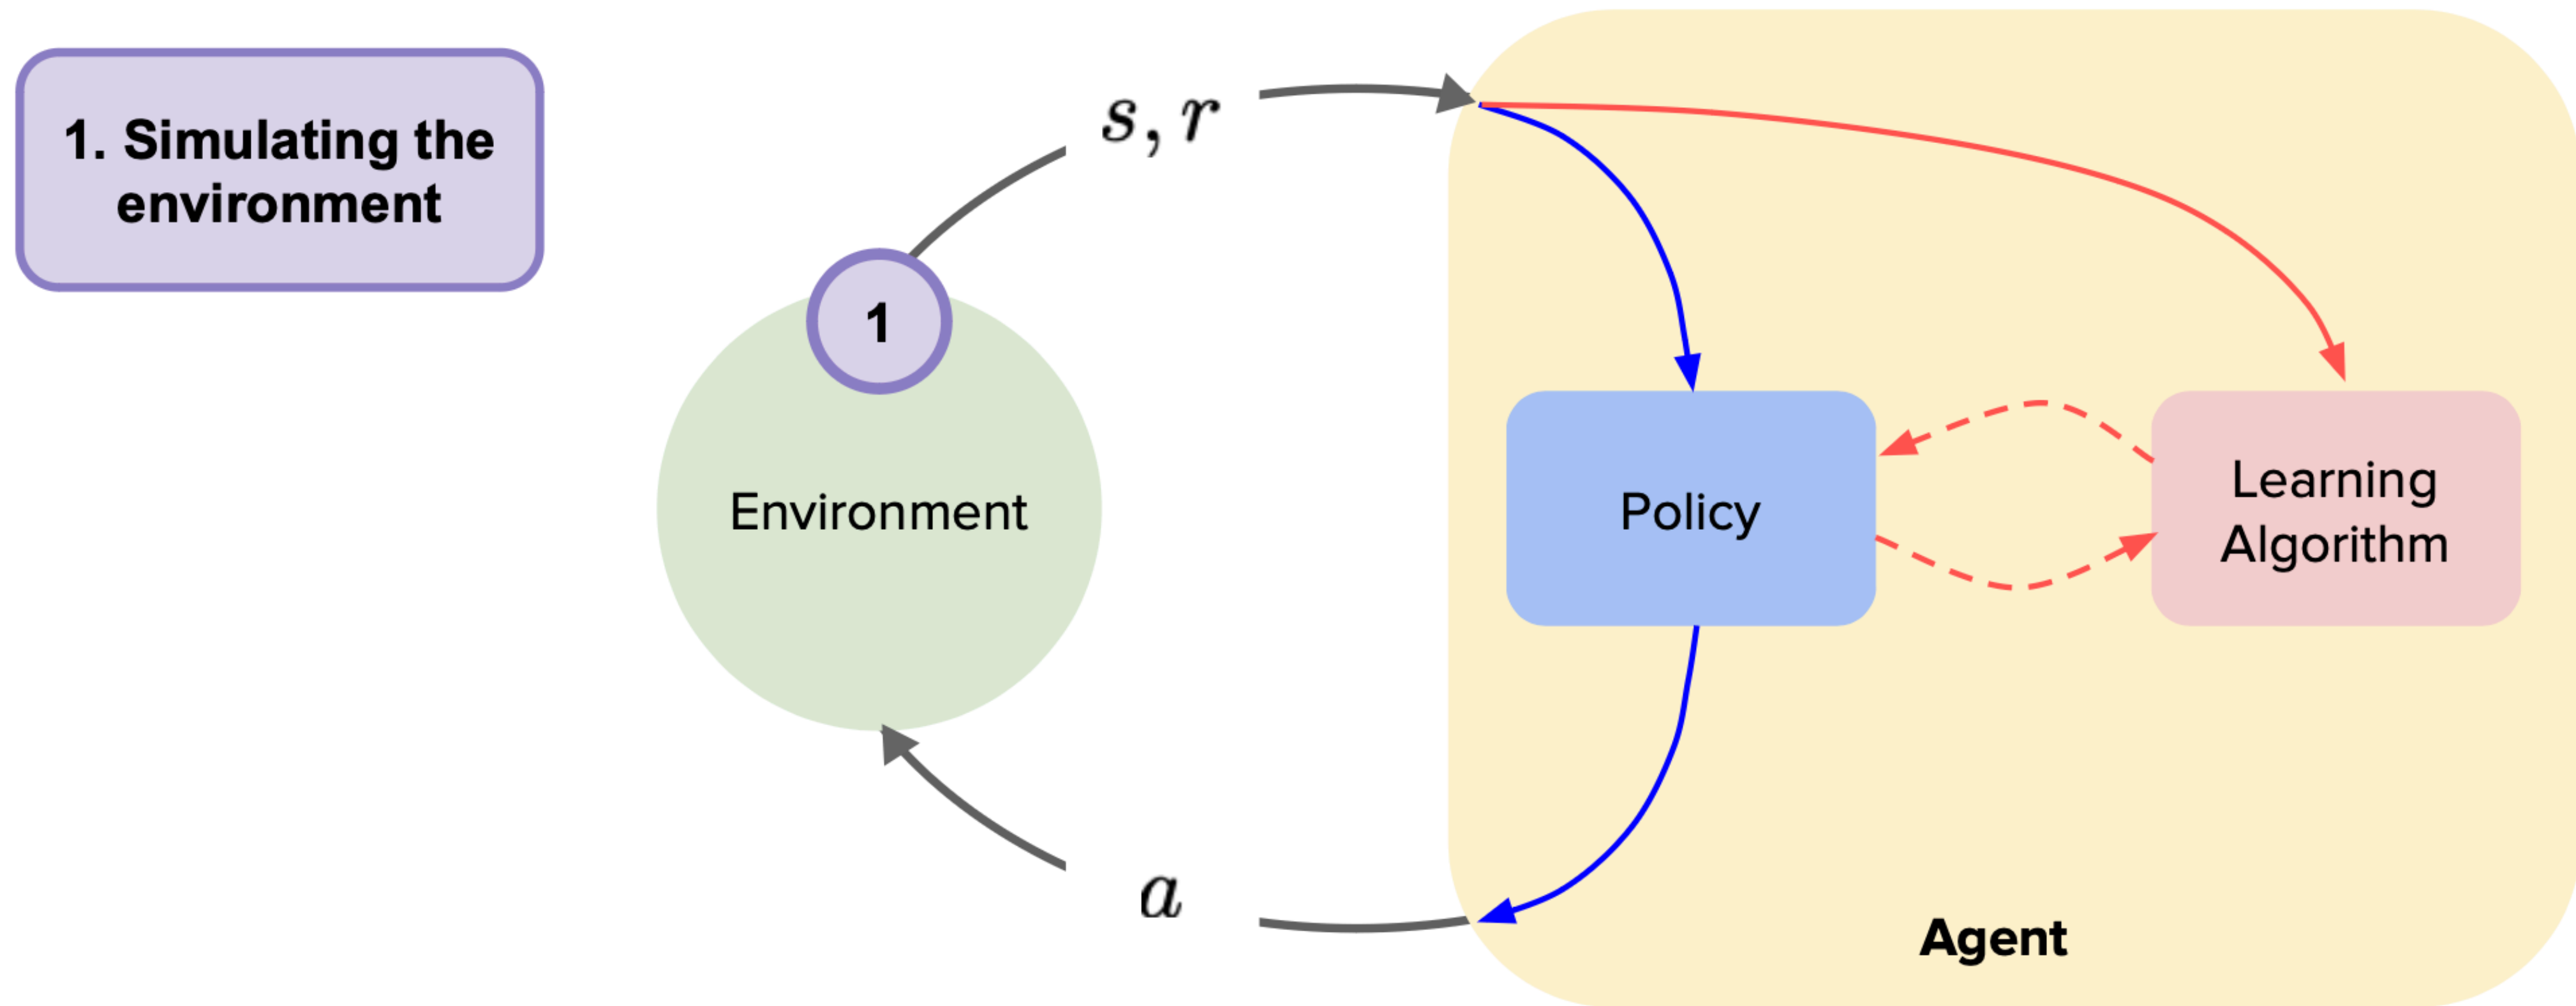 1. Simulating the
environment
s, r
1
Environment
Policy
Learning
Algorithm
a
Agent